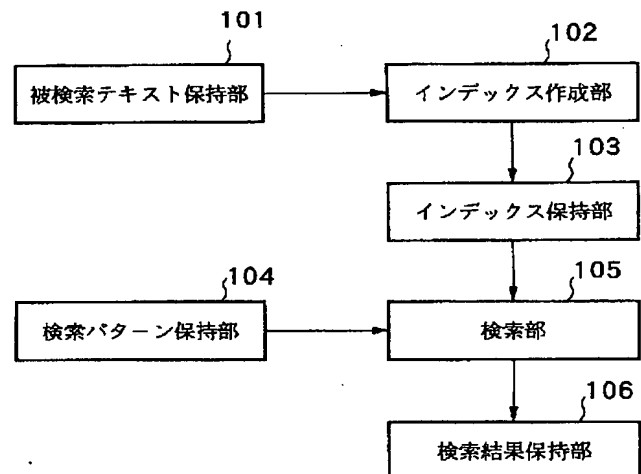 101
被検索テキスト保持部
102
インデックス作成部
103
インデックス保持部
104
検索パターン保持部
105
検索部
106
検索結果保持部